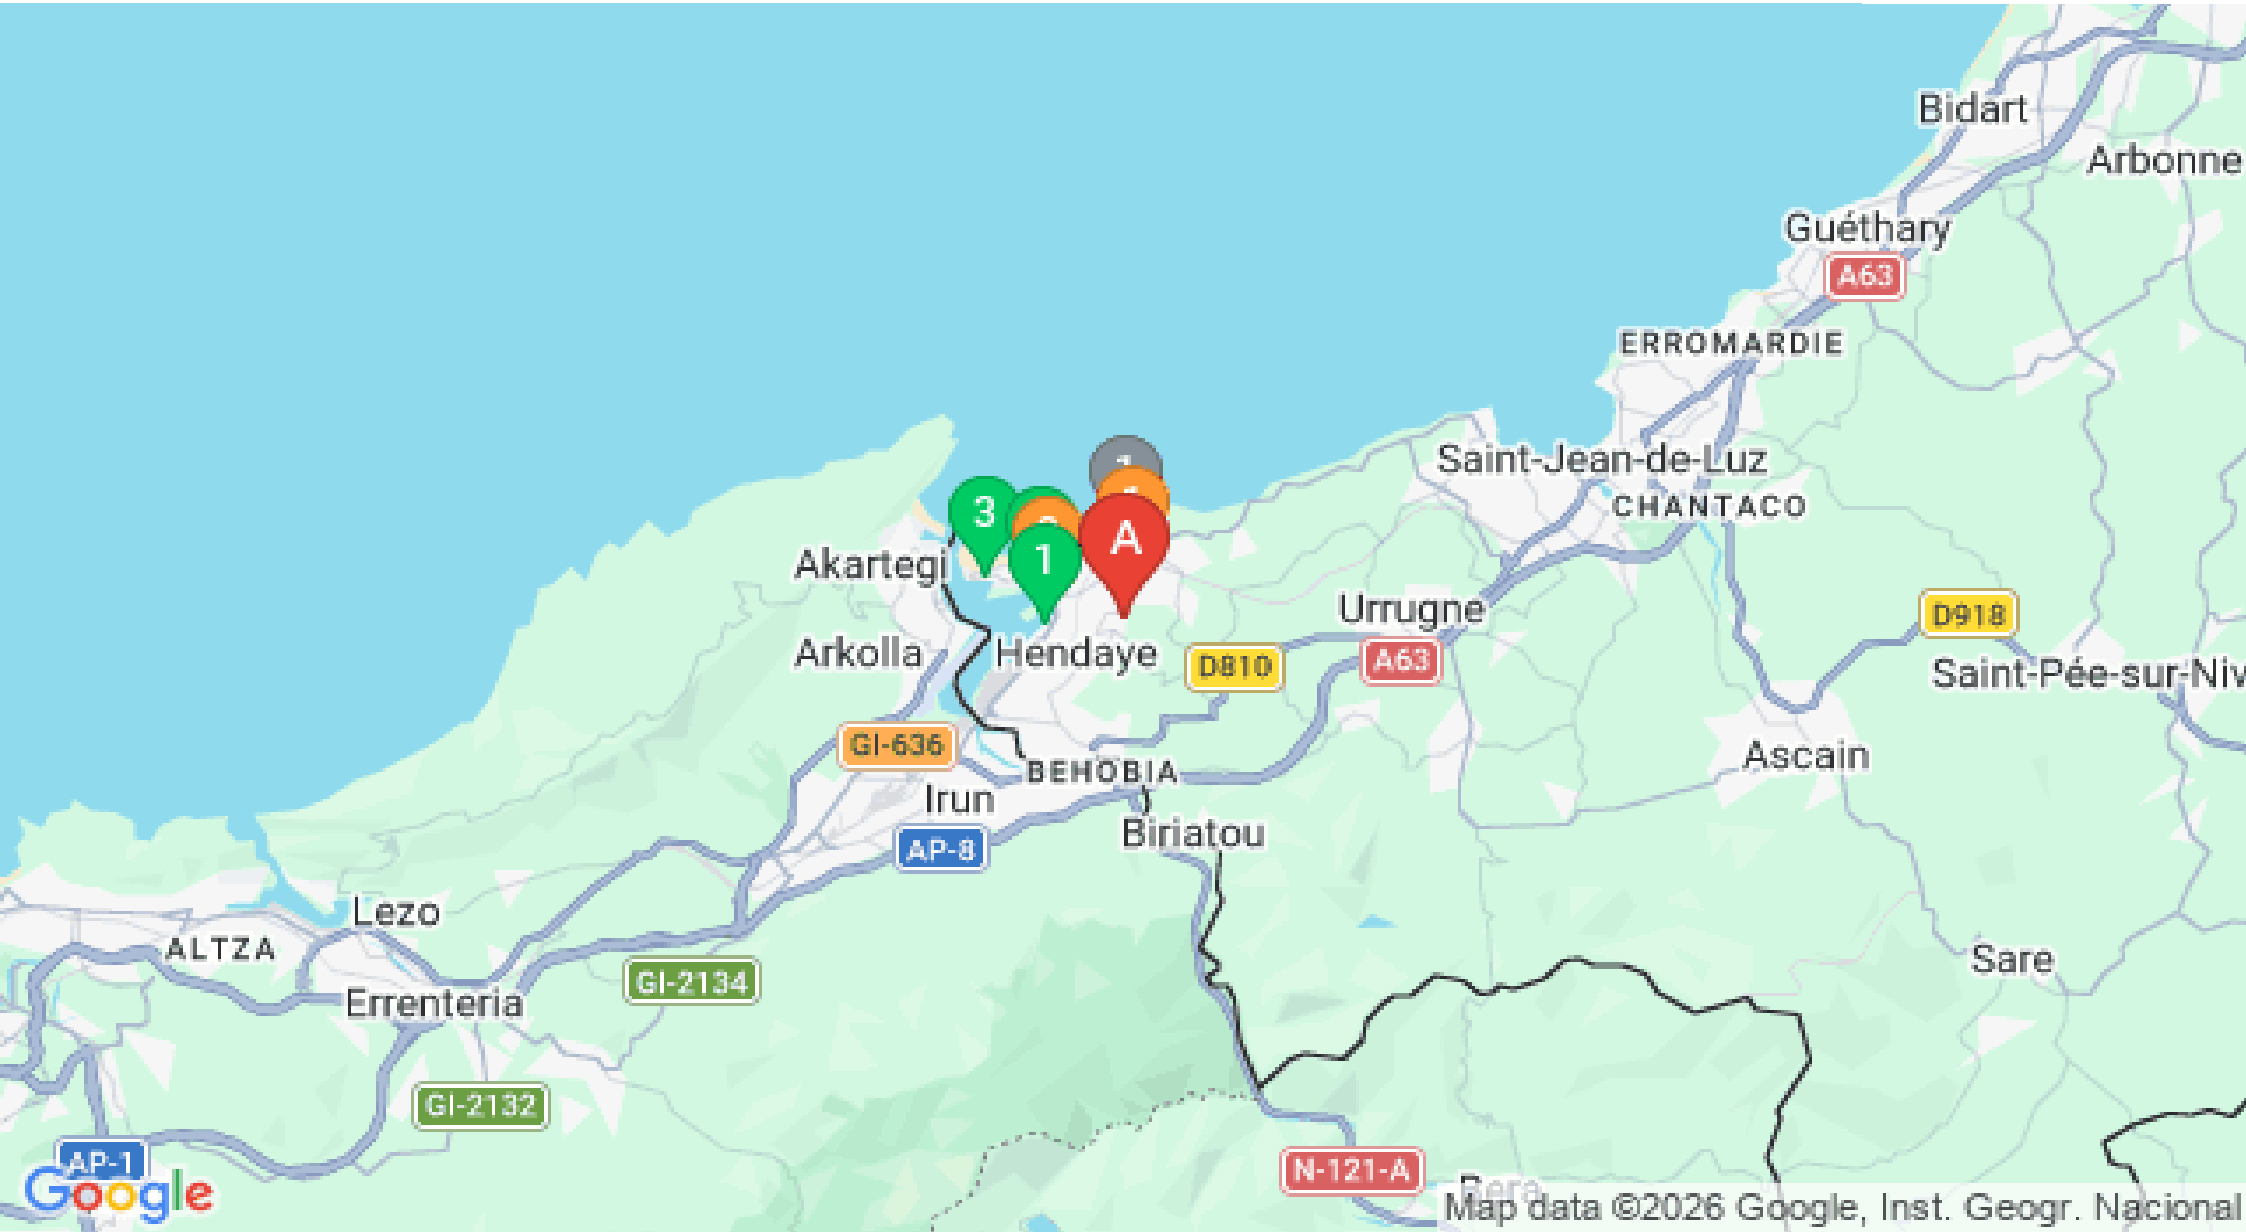 Bidart
Arbonne
Guéthary
A63
ERROMARDIE
Saint-Jean-de-Luz
CHANTACO
3
A
1
Akartegi
Urrugne
D918
Arkolla
Hendaye
D810
A63
Saint-Pée-sur-Niv
GI-636
BEHOBIA
Ascain
Irun
AP-8
Biriatou
Lezo
ALTZA
Sare
GI-2134
Errenteria
GI-2132
AP-1
N-121-A
Bera
Google
Map data ©2026 Google, Inst. Geogr. Nacional